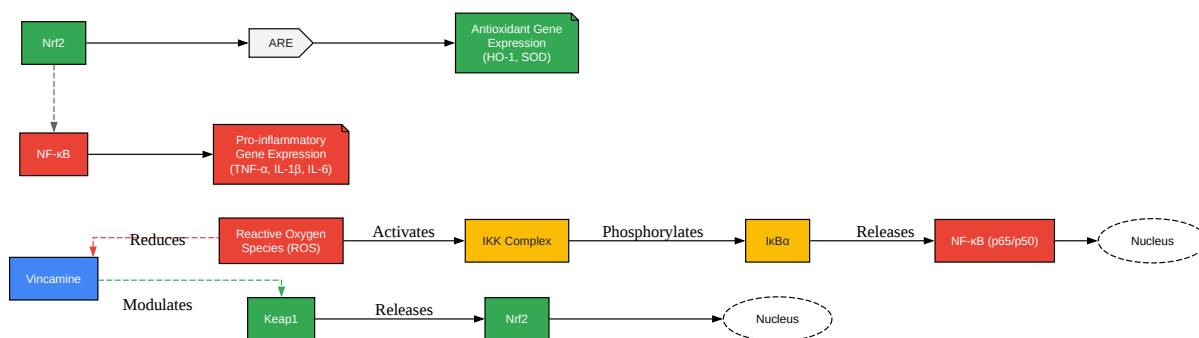 Nrf2
ARE
Antioxidant Gene
Expression
(HO-1, SOD)
NF-κB
Pro-inflammatory
Gene Expression
(TNF-α, IL-1β, IL-6)
Reduces
Reactive Oxygen
Species (ROS)
Activates
IKK Complex
Phosphorylates
IκBα
Releases
NF-κB (p65/p50)
Nucleus
Vincamine
Modulates
Keap1
Releases
Nrf2
Nucleus